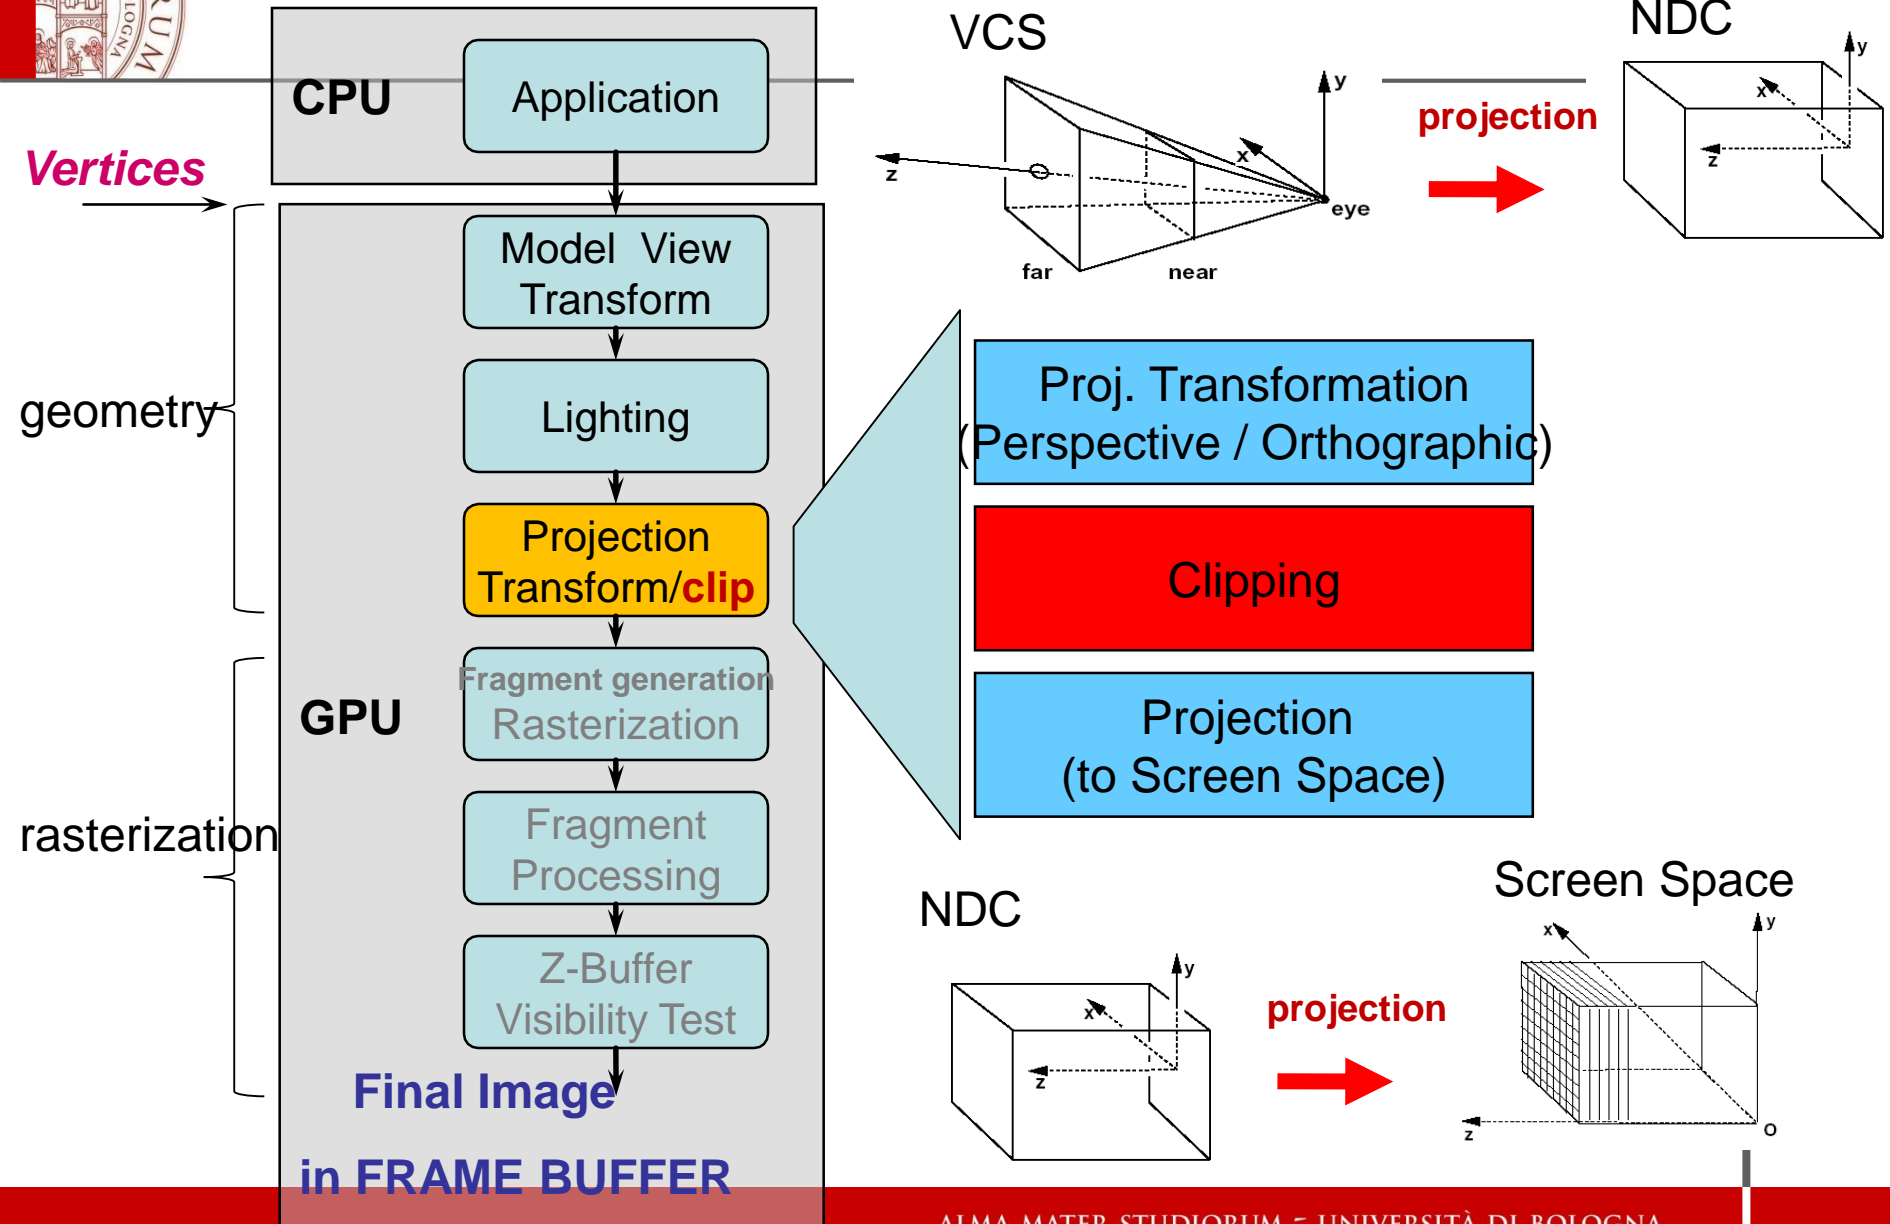 CPU
Application
Vertices
Model View
Transform
geometry
Lighting
Projection
Transform/clip
Fragment generation
Rasterization
GPU
rasterization
Fragment
Processing
Z-Buffer
Visibility Test
Final Image
in FRAME BUFFER
VCS
y
x
z
eye
far
near
projection
NDC
y
x
z
Proj. Transformation
(Perspective / Orthographic)
Clipping
Projection
(to Screen Space)
NDC
y
x
z
projection
Screen Space
x
y
z
O
ALMA MATER STUDIORUM – UNIVERSITÀ DI BOLOGNA